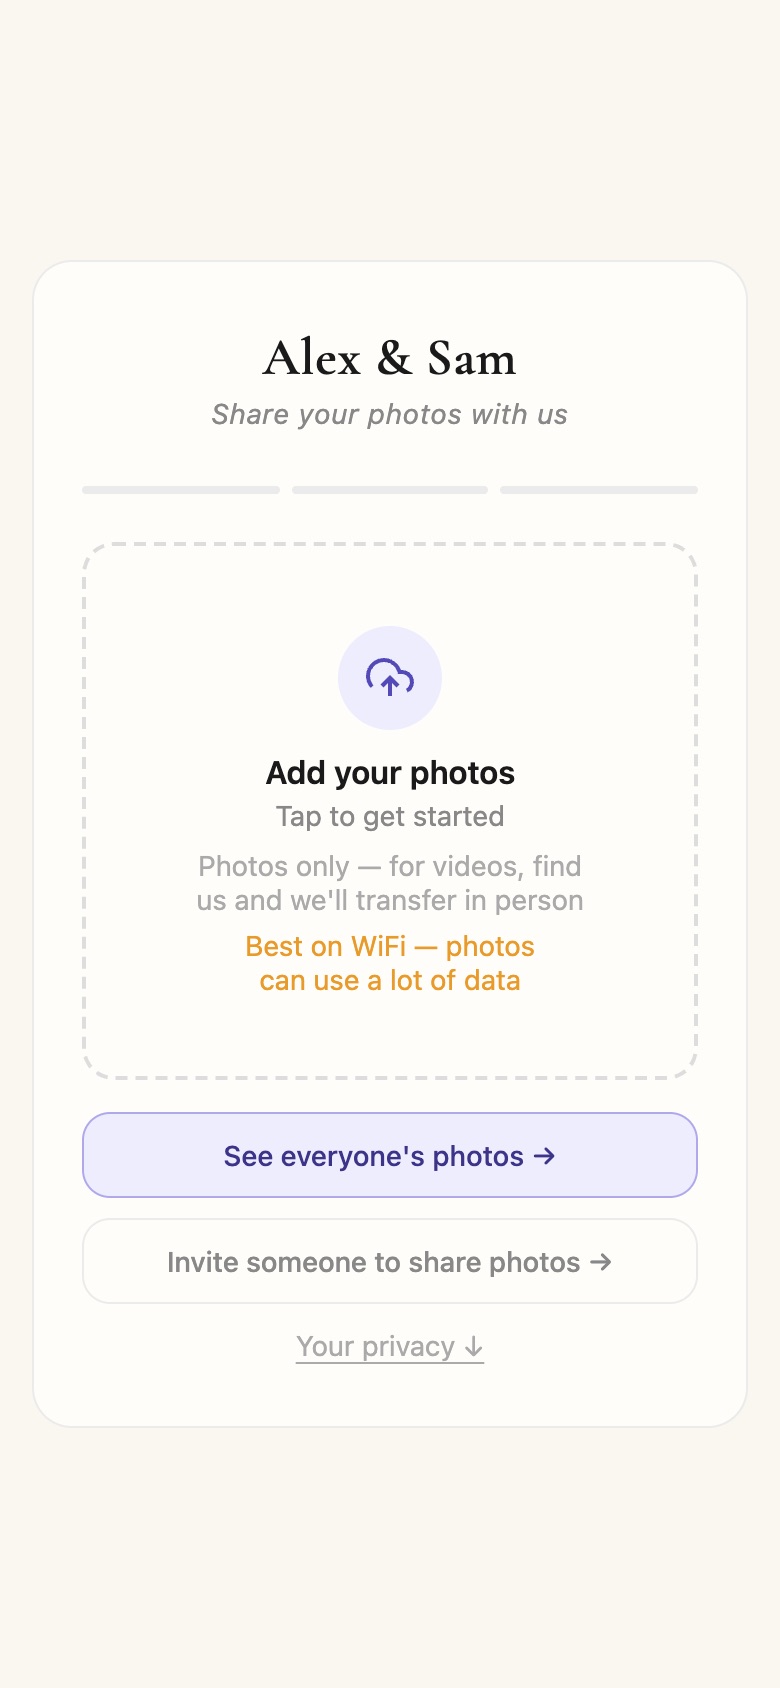 Alex & Sam
Share your photos with us
Add your photos
Tap to get started
Photos only — for videos, find
us and we'll transfer in person
Best on WiFi — photos
can use a lot of data
See everyone's photos →
Invite someone to share photos →
Your privacy ↓